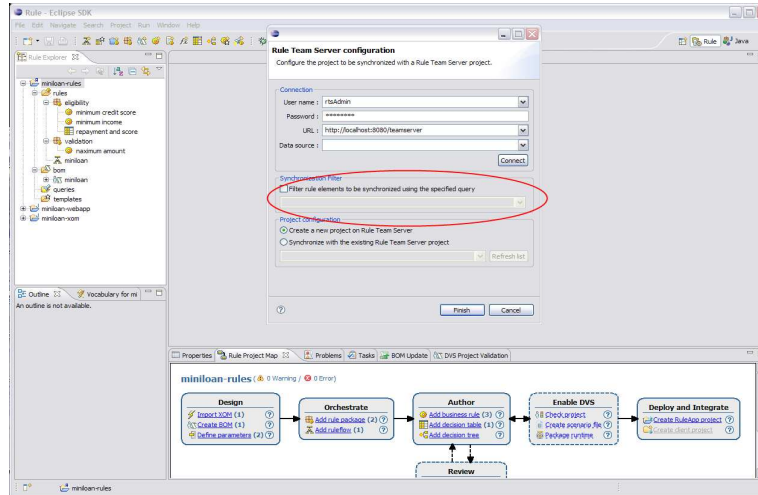 Rule - Eclipse SDK
File Edit Navigate Search Project Run Window Help
Rule Java
Rule Explorer
miniloan-rules
rules
eligibility
minimum credit score
minimum income
repayment and score
validation
maximum amount
miniloan
bom
miniloan
queries
templates
miniloan-webapp
miniloan-xom
Rule Team Server configuration
Configure the project to be synchronized with a Rule Team Server project.
Connection
User name : rtsAdmin
Password : ********
URL : http://localhost:8080/teamserver
Data source :
Connect
Synchronization Filter
Filter rule elements to be synchronized using the specified query
Project configuration
Create a new project on Rule Team Server
Synchronize with the existing Rule Team Server project
Refresh list
Finish Cancel
Outline Vocabulary for mi
An outline is not available.
Properties Rule Project Map Problems Tasks BOM Update DVS Project Validation
miniloan-rules ( 0 Warning / 0 Error)
Design
Import XOM (1)
Create BOM (1)
Define parameters (2)
Orchestrate
Add rule package (2)
Add ruleflow (1)
Author
Add business rule (3)
Add decision table (1)
Add decision tree
Enable DVS
Check project
Create scenario file
Package runtime
Deploy and Integrate
Create RuleApp project
Create client project
Review
miniloan-rules